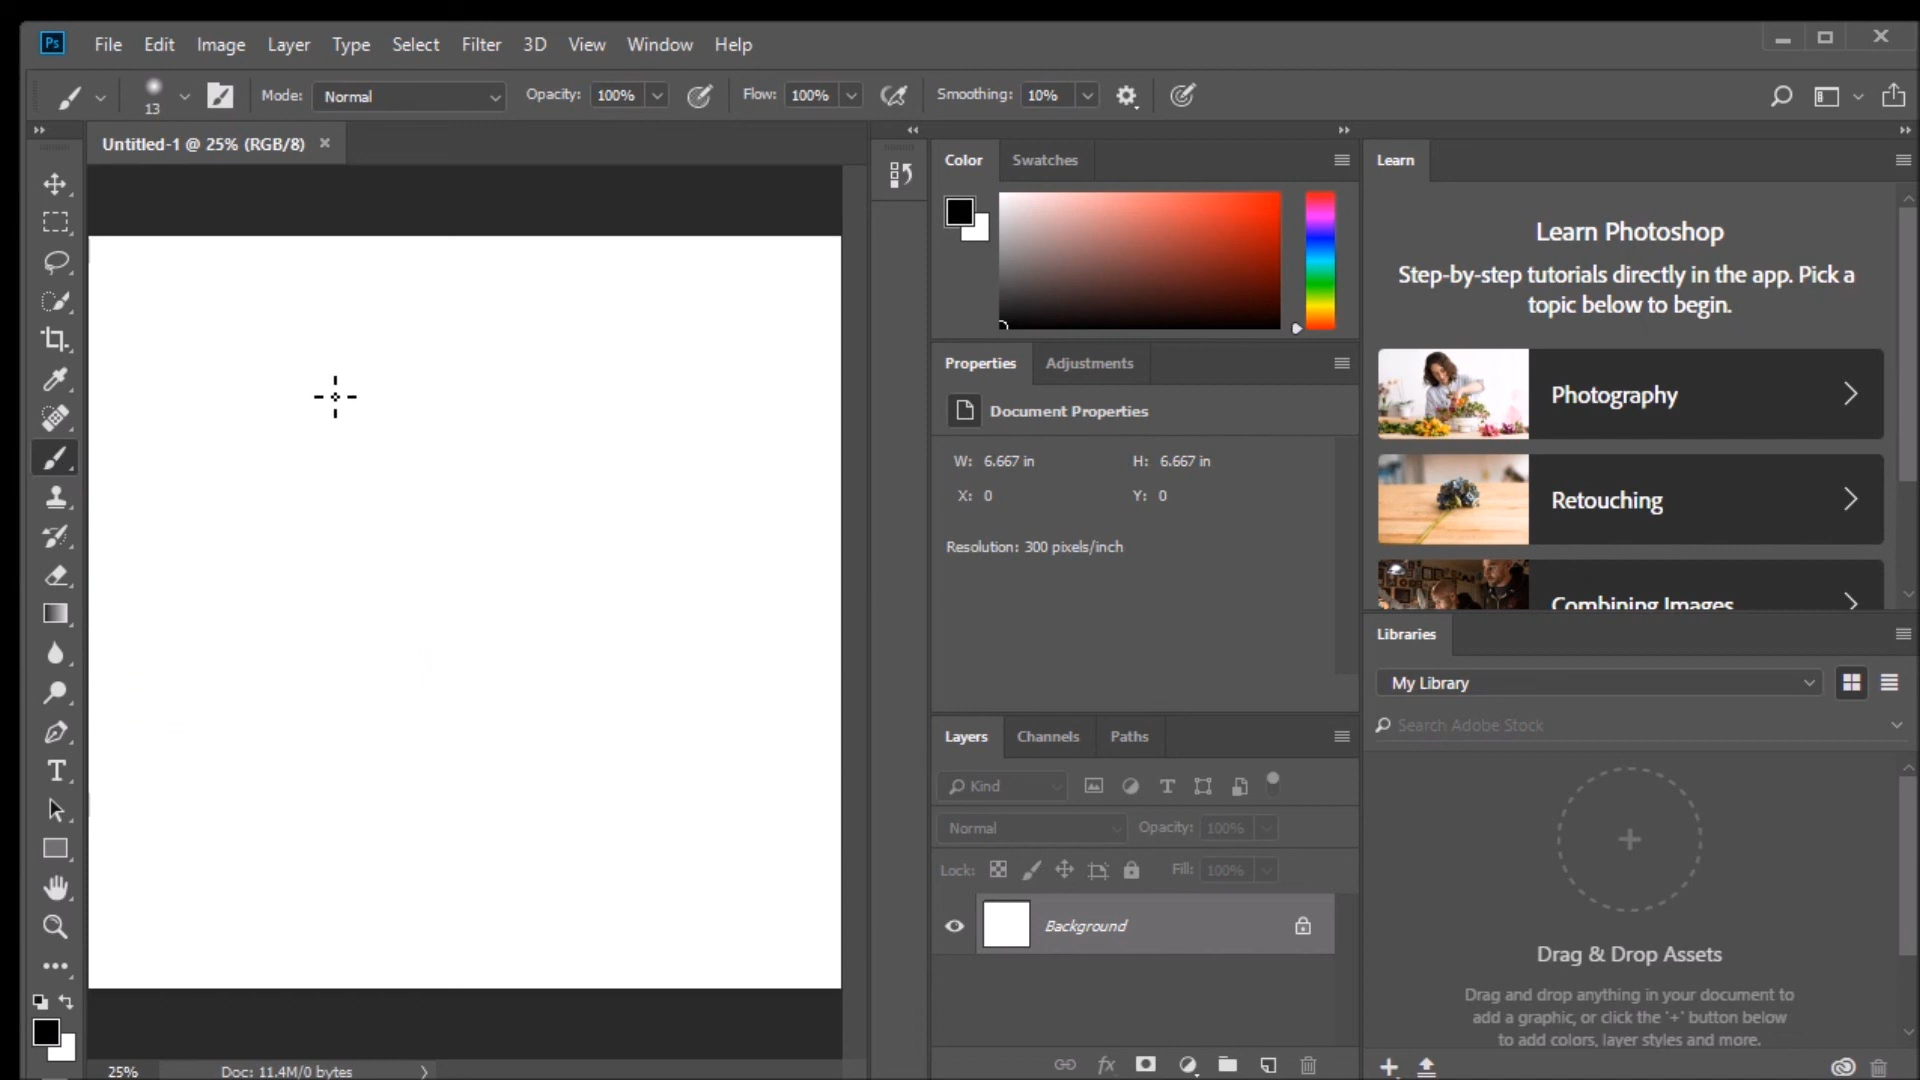 Ps File Edit Image Layer Type Select Filter 3D View Window Help
13 Mode: Normal Opacity: 100% Flow: 100% Smoothing: 10%
Untitled-1 @ 25% (RGB/8)
Color Swatches
Properties Adjustments
Document Properties
W: 6.667 in H: 6.667 in
X: 0 Y: 0
Resolution: 300 pixels/inch
Layers Channels Paths
Kind
Normal Opacity: 100%
Lock: Fill: 100%
Background
Learn
Learn Photoshop
Step-by-step tutorials directly in the app. Pick a
topic below to begin.
Photography
Retouching
Combining Images
Libraries
My Library
Search Adobe Stock
Drag & Drop Assets
Drag and drop anything in your document to
add a graphic, or click the '+' button below
to add colors, layer styles and more.
25% Doc: 11.4M/0 bytes